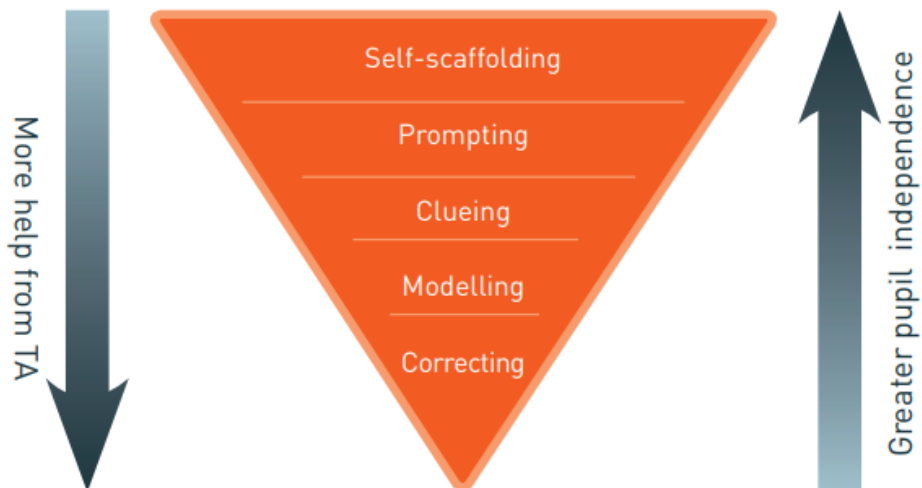 More help from TA
Self-scaffolding
Prompting
Clueing
Modelling
Correcting
Greater pupil independence